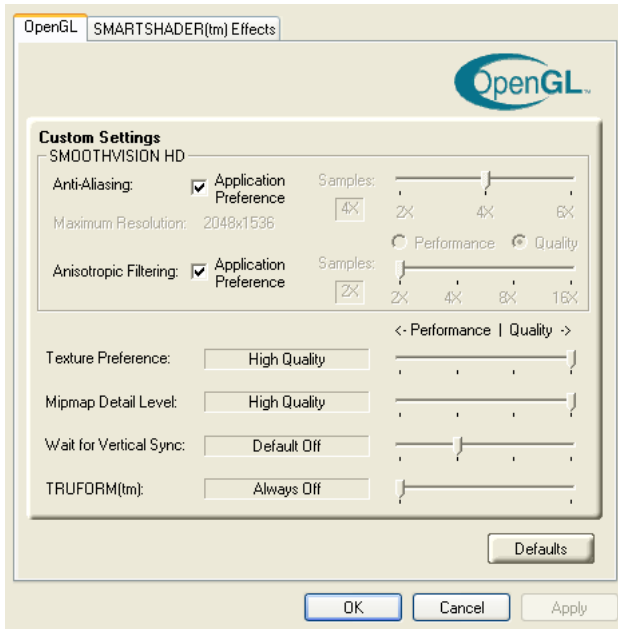 OpenGL SMARTSHADER(tm) Effects
OpenGL™
Custom Settings
SMOOTHVISION HD
Anti-Aliasing: Application Preference Samples: 4X 2X 4X 6X
Maximum Resolution: 2048x1536
Performance Quality
Anisotropic Filtering: Application Preference Samples: 2X 2X 4X 8X 16X
<- Performance | Quality ->
Texture Preference: High Quality
Mipmap Detail Level: High Quality
Wait for Vertical Sync: Default Off
TRUFORM(tm): Always Off
Defaults
OK Cancel Apply